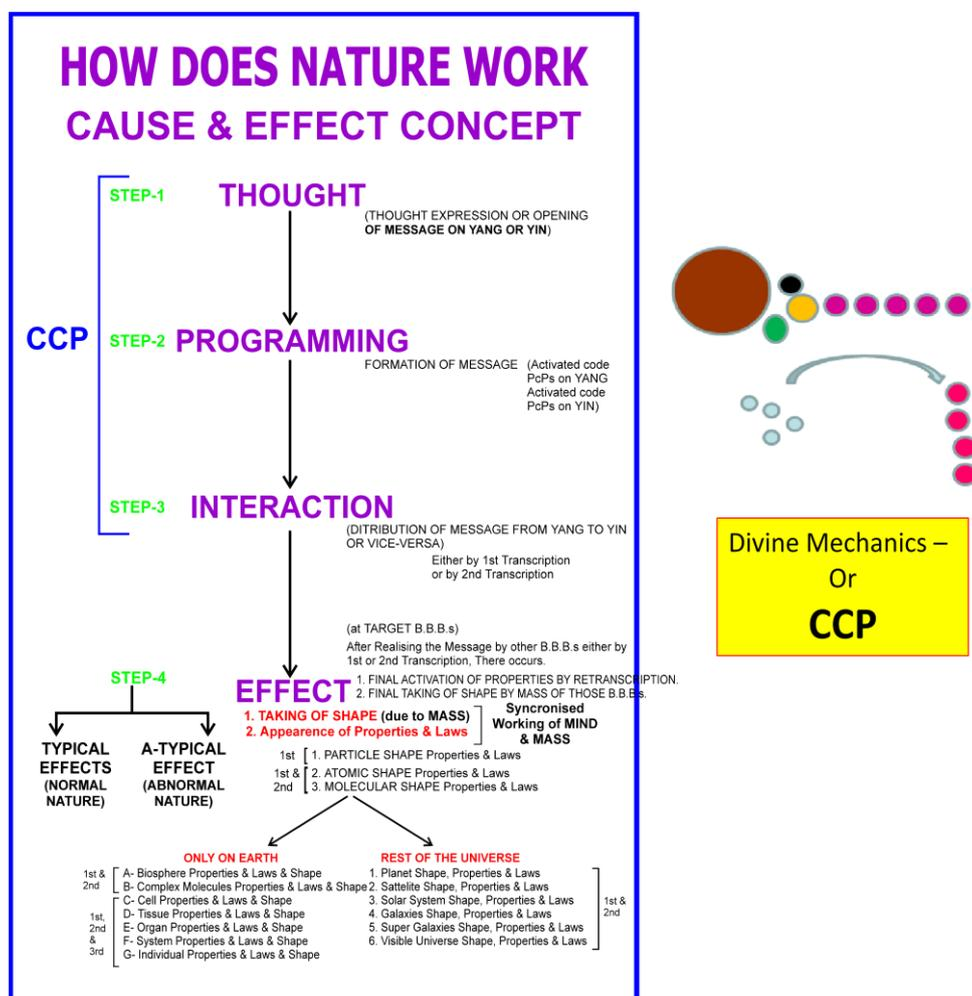 HOW DOES NATURE WORK
CAUSE & EFFECT CONCEPT
STEP-1
THOUGHT
(THOUGHT EXPRESSION OR OPENING
OF MESSAGE ON YANG OR YIN)
CCP
STEP-2
PROGRAMMING
FORMATION OF MESSAGE (Activated code
PcPs on YANG
Activated code
PcPs on YIN)
STEP-3
INTERACTION
(DITRIBUTION OF MESSAGE FROM YANG TO YIN
OR VICE-VERSA)
Either by 1st Transcription
or by 2nd Transcription
(at TARGET B.B.B.s)
After Realising the Message by other B.B.B.s either by
1st or 2nd Transcription, There occurs.
STEP-4
EFFECT
1. FINAL ACTIVATION OF PROPERTIES BY RETRANSCRIPTION.
2. FINAL TAKING OF SHAPE BY MASS OF THOSE B.B.B.s.
1. TAKING OF SHAPE (due to MASS)
2. Appearence of Properties & Laws
Syncronised
Working of MIND
& MASS
TYPICAL
EFFECTS
(NORMAL
NATURE)
A-TYPICAL
EFFECT
(ABNORMAL
NATURE)
1st
1. PARTICLE SHAPE Properties & Laws
1st &
2nd
2. ATOMIC SHAPE Properties & Laws
3. MOLECULAR SHAPE Properties & Laws
ONLY ON EARTH
1st &
2nd
A- Biosphere Properties & Laws & Shape
B- Complex Molecules Properties & Laws & Shape
1st,
2nd
&
3rd
C- Cell Properties & Laws & Shape
D- Tissue Properties & Laws & Shape
E- Organ Properties & Laws & Shape
F- System Properties & Laws & Shape
G- Individual Properties & Laws & Shape
REST OF THE UNIVERSE
1. Planet Shape, Properties & Laws
2. Sattelite Shape, Properties & Laws
3. Solar System Shape, Properties & Laws
4. Galaxies Shape, Properties & Laws
5. Super Galaxies Shape, Properties & Laws
6. Visible Universe Shape, Properties & Laws
1st &
2nd
Divine Mechanics –
Or
CCP